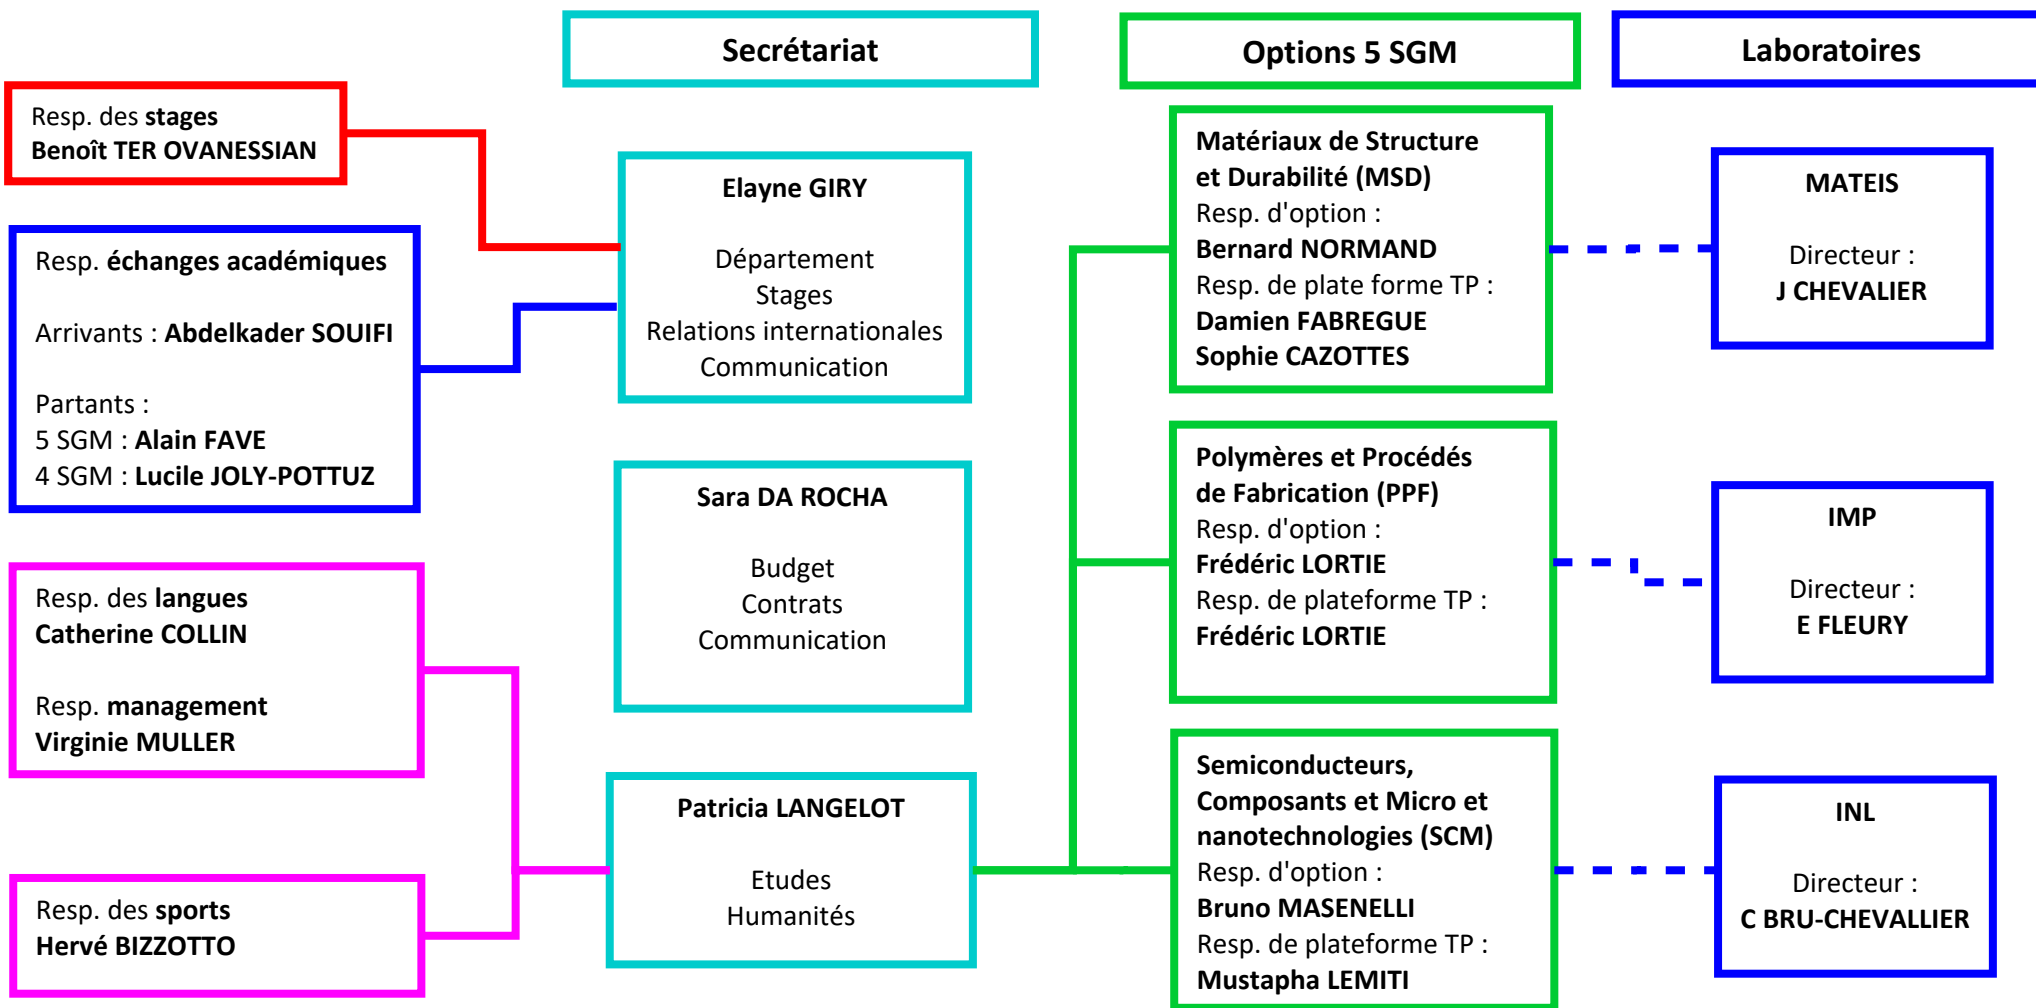 Secrétariat
Options 5 SGM
Laboratoires
Resp. des stages
Benoît TER OVANESSIAN
Resp. échanges académiques
Arrivants : Abdelkader SOUIFI
Partants :
5 SGM : Alain FAVE
4 SGM : Lucile JOLY-POTTUZ
Resp. des langues
Catherine COLLIN
Resp. management
Virginie MULLER
Resp. des sports
Hervé BIZZOTTO
Elayne GIRY
Département
Stages
Relations internationales
Communication
Sara DA ROCHA
Budget
Contrats
Communication
Patricia LANGELOT
Etudes
Humanités
Matériaux de Structure
et Durabilité (MSD)
Resp. d'option :
Bernard NORMAND
Resp. de plate forme TP :
Damien FABREGUE
Sophie CAZOTTES
Polymères et Procédés
de Fabrication (PPF)
Resp. d'option :
Frédéric LORTIE
Resp. de plateforme TP :
Frédéric LORTIE
Semiconducteurs,
Composants et Micro et
nanotechnologies (SCM)
Resp. d'option :
Bruno MASENELLI
Resp. de plateforme TP :
Mustapha LEMITI
MATEIS
Directeur :
J CHEVALIER
IMP
Directeur :
E FLEURY
INL
Directeur :
C BRU-CHEVALLIER